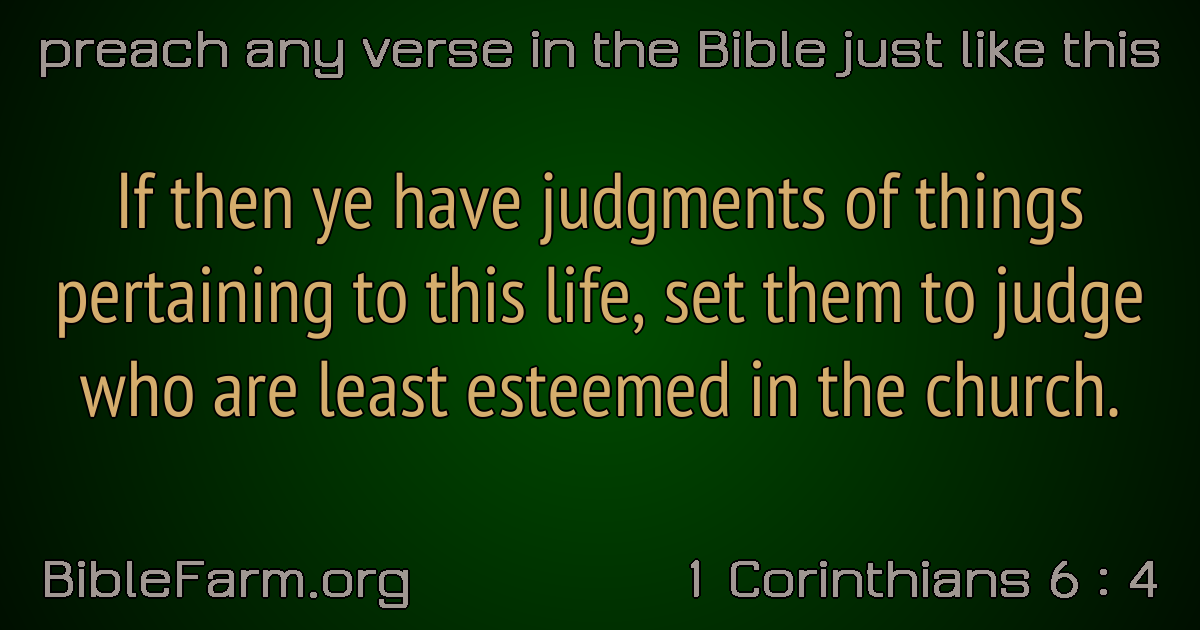 preach any verse in the Bible just like this
If then ye have judgments of things
pertaining to this life, set them to judge
who are least esteemed in the church.
BibleFarm.org
1 Corinthians 6 : 4